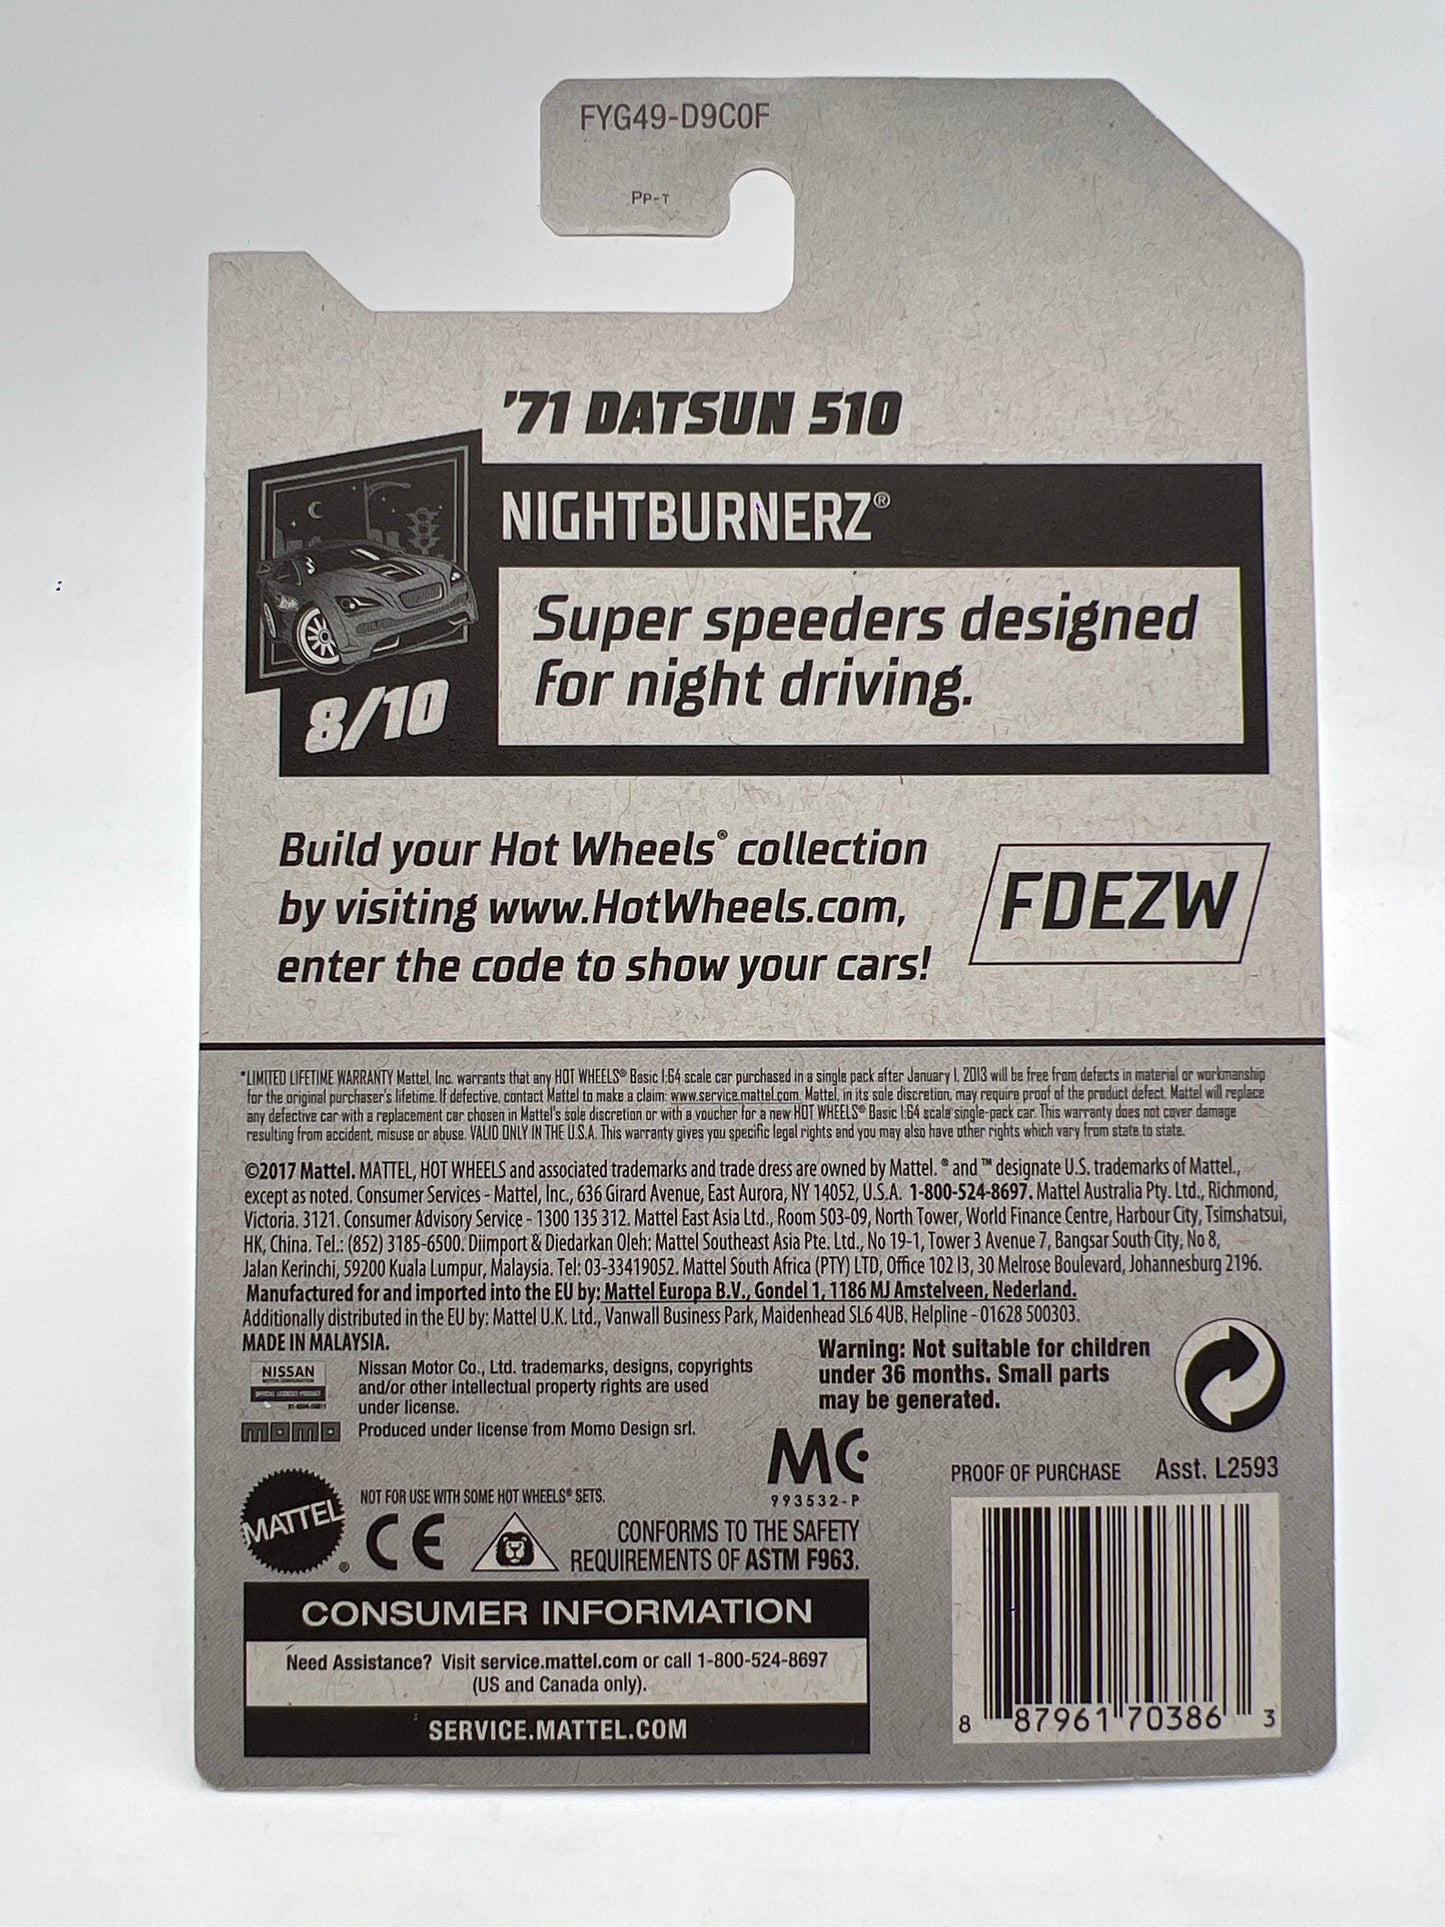 FYG49-D9C0F
PP-T
'71 DATSUN 510
NIGHTBURNERZ®
Super speeders designed
for night driving.
8/10
Build your Hot Wheels® collection
by visiting www.HotWheels.com,
enter the code to show your cars!
FDEZW
*LIMITED LIFETIME WARRANTY Mattel, Inc. warrants that any HOT WHEELS® Basic 1:64 scale car purchased in a single pack after January 1, 2013 will be free from defects in material or workmanship
for the original purchaser's lifetime. If defective, contact Mattel to make a claim: www.service.mattel.com. Mattel, in its sole discretion, may require proof of the product defect. Mattel will replace
any defective car with a replacement car chosen in Mattel's sole discretion or with a voucher for a new HOT WHEELS® Basic 1:64 scale single-pack car. This warranty does not cover damage
resulting from accident, misuse or abuse. VALID ONLY IN THE U.S.A. This warranty gives you specific legal rights and you may also have other rights which vary from state to state.
©2017 Mattel. MATTEL, HOT WHEELS and associated trademarks and trade dress are owned by Mattel. ® and ™ designate U.S. trademarks of Mattel.,
except as noted. Consumer Services - Mattel, Inc., 636 Girard Avenue, East Aurora, NY 14052, U.S.A. 1-800-524-8697. Mattel Australia Pty. Ltd., Richmond,
Victoria. 3121. Consumer Advisory Service - 1300 135 312. Mattel East Asia Ltd., Room 503-09, North Tower, World Finance Centre, Harbour City, Tsimshatsui,
HK, China. Tel.: (852) 3185-6500. Diimport & Diedarkan Oleh: Mattel Southeast Asia Pte. Ltd., No 19-1, Tower 3 Avenue 7, Bangsar South City, No 8,
Jalan Kerinchi, 59200 Kuala Lumpur, Malaysia. Tel: 03-33419052. Mattel South Africa (PTY) LTD, Office 102 I3, 30 Melrose Boulevard, Johannesburg 2196.
Manufactured for and imported into the EU by: Mattel Europa B.V., Gondel 1, 1186 MJ Amstelveen, Nederland.
Additionally distributed in the EU by: Mattel U.K. Ltd., Vanwall Business Park, Maidenhead SL6 4UB. Helpline - 01628 500303.
MADE IN MALAYSIA.
NISSAN
Nissan Motor Co., Ltd. trademarks, designs, copyrights
and/or other intellectual property rights are used
under license.
momo
Produced under license from Momo Design srl.
Warning: Not suitable for children
under 36 months. Small parts
may be generated.
MC
993532-P
PROOF OF PURCHASE Asst. L2593
MATTEL®
NOT FOR USE WITH SOME HOT WHEELS® SETS.
CE
CONFORMS TO THE SAFETY
REQUIREMENTS OF ASTM F963.
CONSUMER INFORMATION
Need Assistance? Visit service.mattel.com or call 1-800-524-8697
(US and Canada only).
SERVICE.MATTEL.COM
8 87961 70386 3